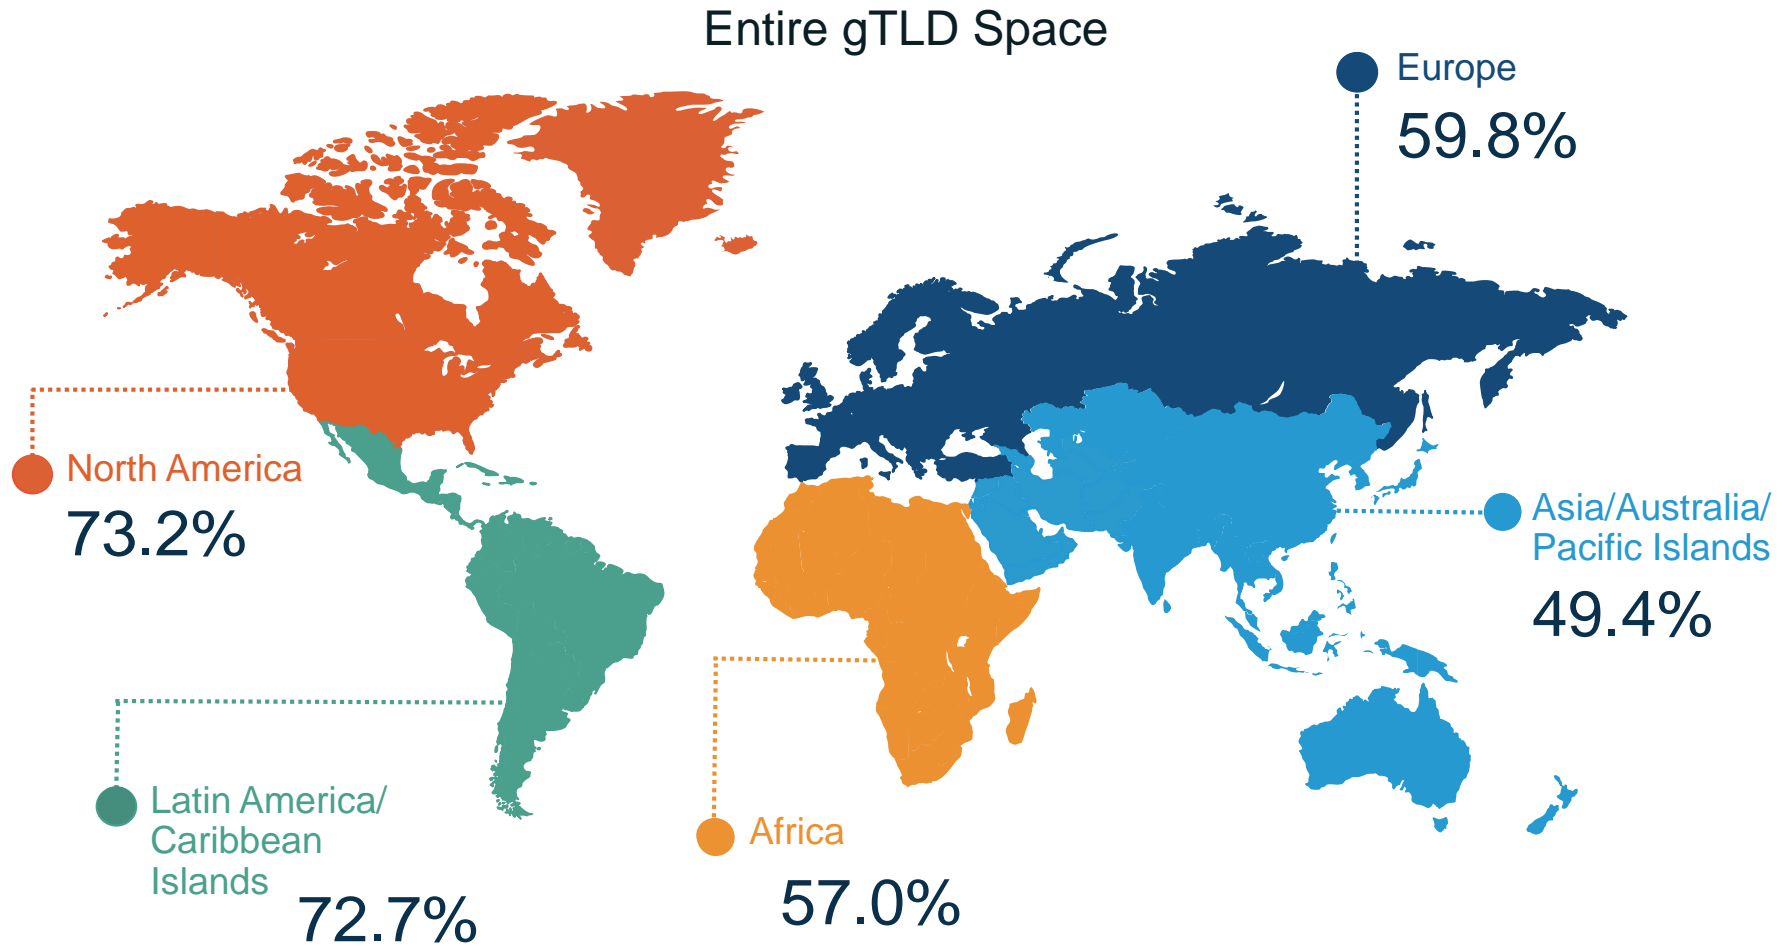 Entire gTLD Space
Europe
59.8%
North America
73.2%
Asia/Australia/
Pacific Islands
49.4%
Latin America/
Caribbean
Islands
72.7%
Africa
57.0%